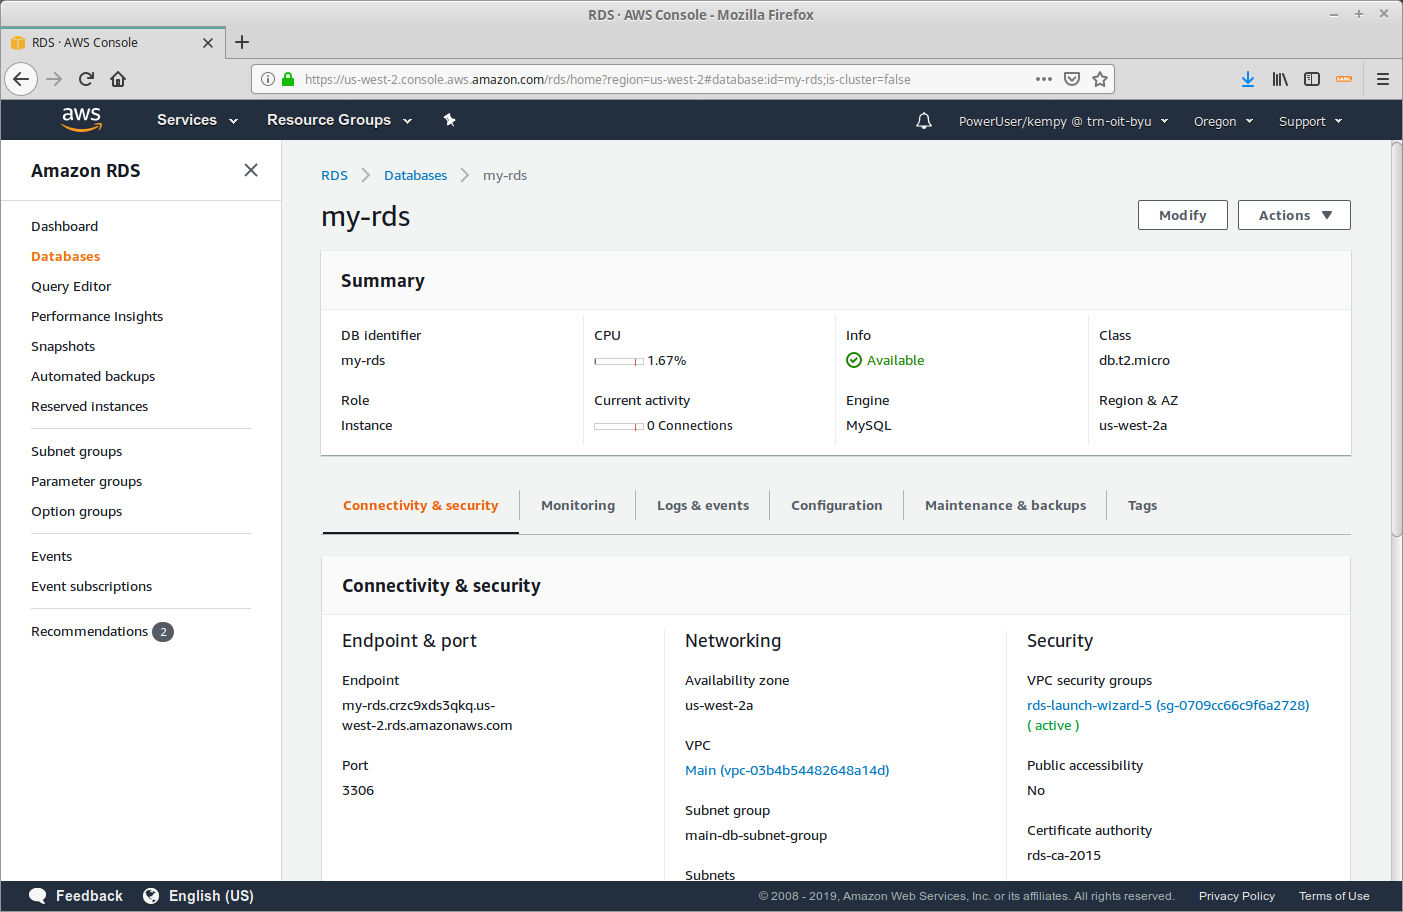 RDS · AWS Console - Mozilla Firefox
RDS · AWS Console
https://us-west-2.console.aws.amazon.com/rds/home?region=us-west-2#database:id=my-rds;is-cluster=false
SAML
aws
Services
Resource Groups
PowerUser/kempy @ trn-oit-byu
Oregon
Support
Amazon RDS
Dashboard
Databases
Query Editor
Performance Insights
Snapshots
Automated backups
Reserved instances
Subnet groups
Parameter groups
Option groups
Events
Event subscriptions
Recommendations 2
RDS
Databases
my-rds
my-rds
Modify
Actions
Summary
DB identifier
my-rds
CPU
1.67%
Info
Available
Class
db.t2.micro
Role
Instance
Current activity
0 Connections
Engine
MySQL
Region & AZ
us-west-2a
Connectivity & security
Monitoring
Logs & events
Configuration
Maintenance & backups
Tags
Connectivity & security
Endpoint & port
Endpoint
my-rds.crzc9xds3qkq.us-
west-2.rds.amazonaws.com
Port
3306
Networking
Availability zone
us-west-2a
VPC
Main (vpc-03b4b54482648a14d)
Subnet group
main-db-subnet-group
Subnets
Security
VPC security groups
rds-launch-wizard-5 (sg-0709cc66c9f6a2728)
( active )
Public accessibility
No
Certificate authority
rds-ca-2015
Feedback
English (US)
© 2008 - 2019, Amazon Web Services, Inc. or its affiliates. All rights reserved.
Privacy Policy
Terms of Use